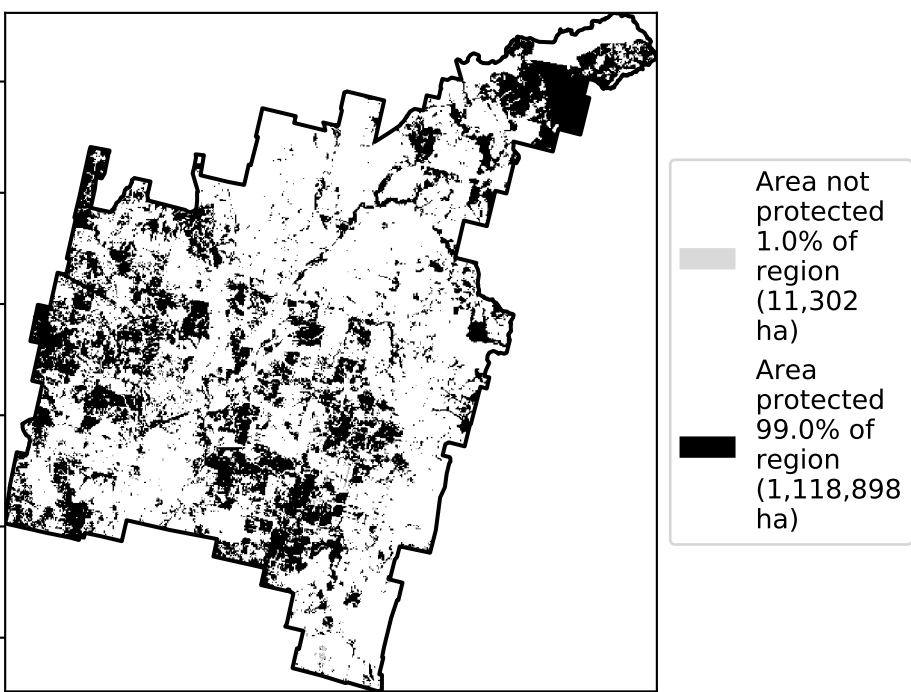 Area not
protected
1.0% of
region
(11,302
ha)
Area
protected
99.0% of
region
(1,118,898
ha)